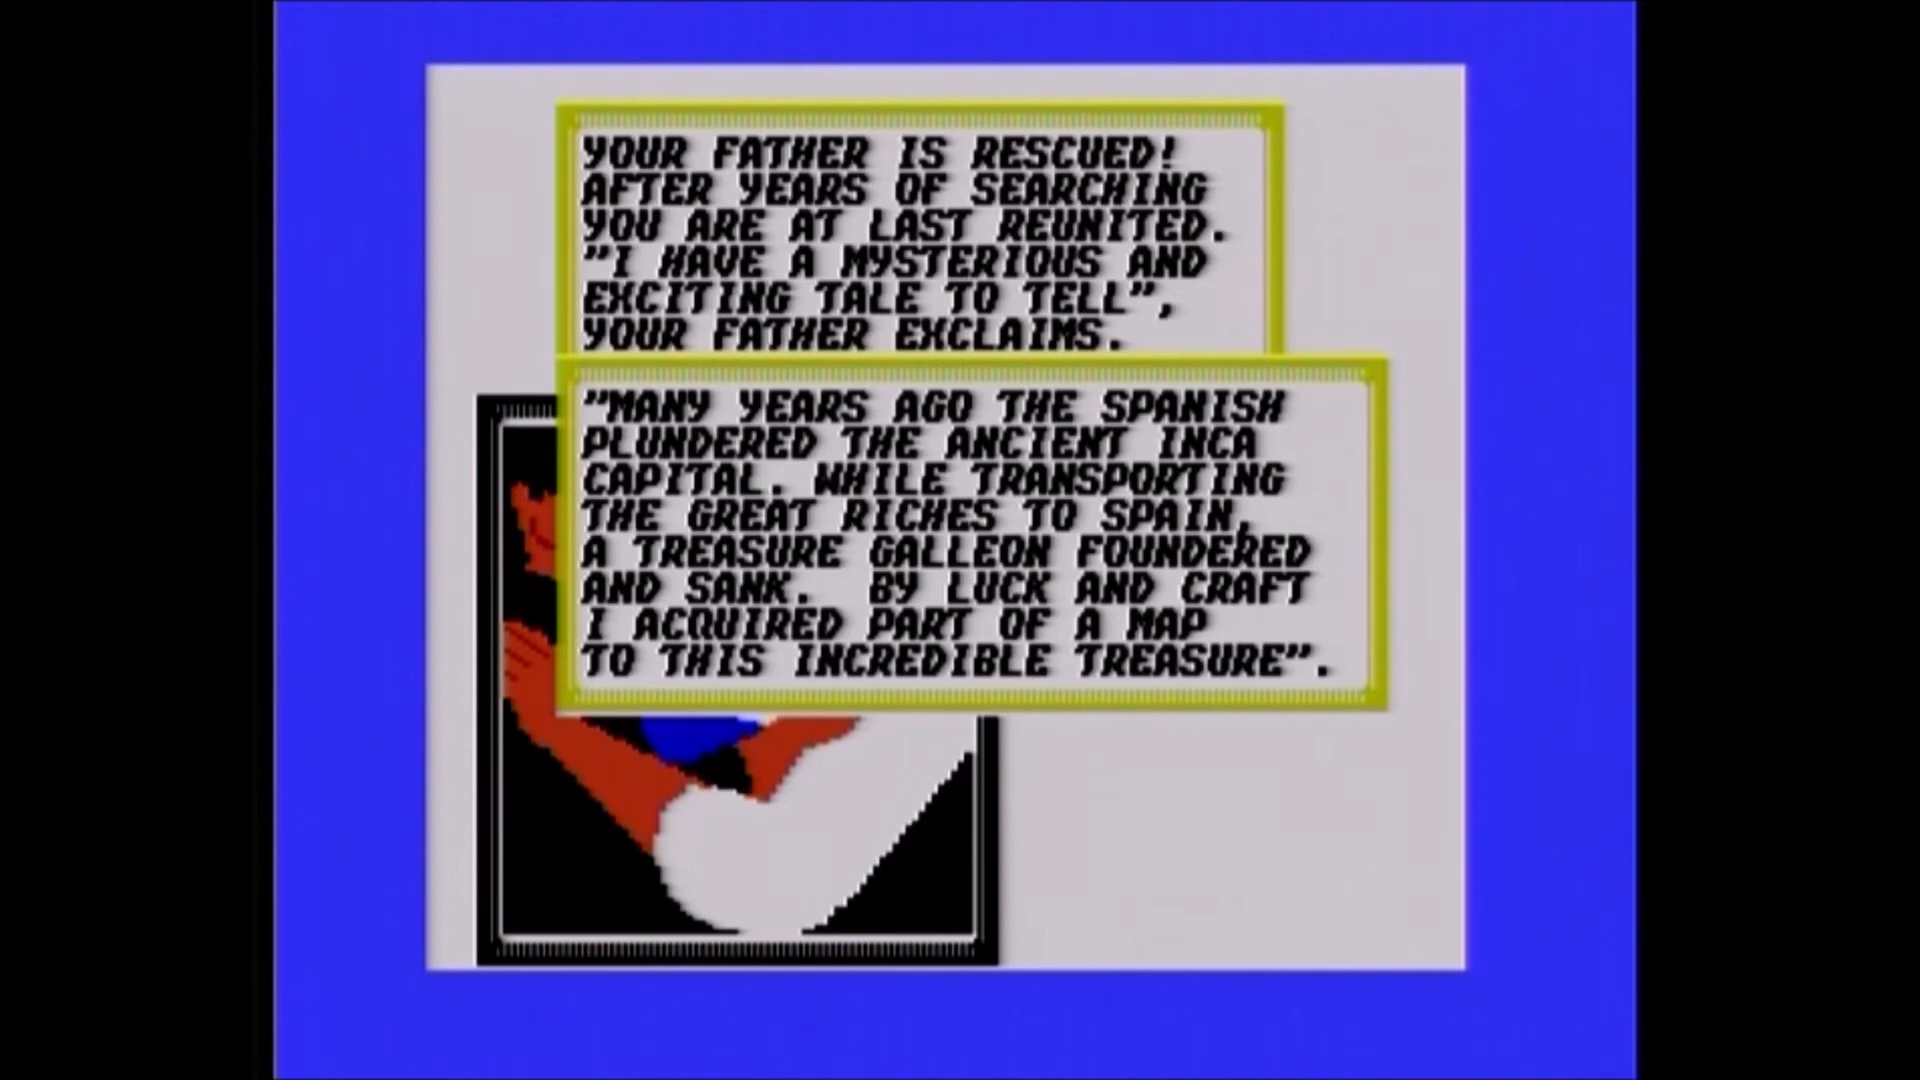 YOUR FATHER IS RESCUED!
AFTER YEARS OF SEARCHING
YOU ARE AT LAST REUNITED.
"I HAVE A MYSTERIOUS AND
EXCITING TALE TO TELL",
YOUR FATHER EXCLAIMS.
"MANY YEARS AGO THE SPANISH
PLUNDERED THE ANCIENT INCA
CAPITAL. WHILE TRANSPORTING
THE GREAT RICHES TO SPAIN,
A TREASURE GALLEON FOUNDERED
AND SANK.  BY LUCK AND CRAFT
I ACQUIRED PART OF A MAP
TO THIS INCREDIBLE TREASURE".